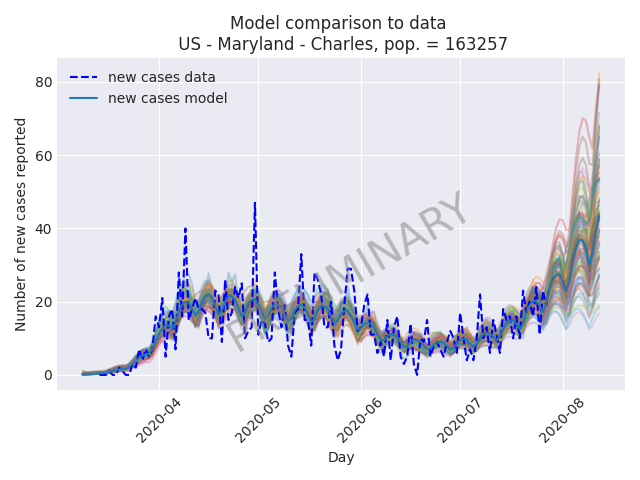 Model comparison to data
US - Maryland - Charles, pop. = 163257
new cases data
new cases model
PRELIMINARY
Number of new cases reported
80
60
40
20
0
2020-04
2020-05
2020-06
2020-07
2020-08
Day